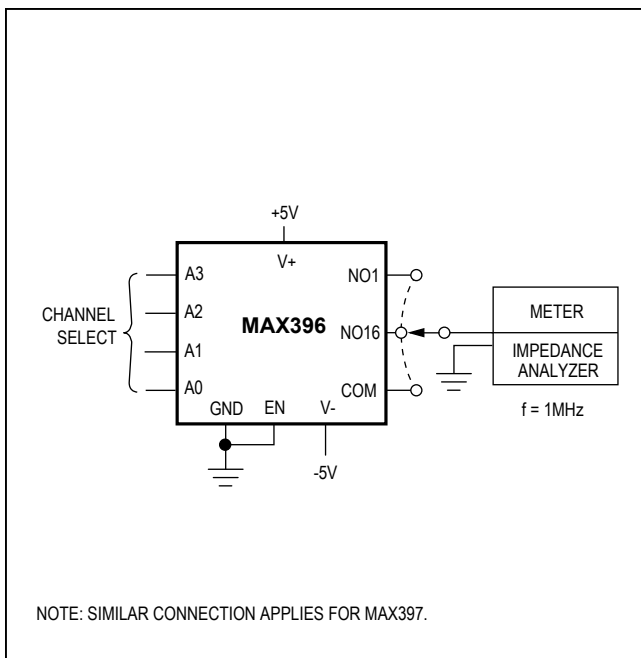 +5V
V+
A3
NO1
CHANNEL
SELECT
A2
MAX396
NO16
METER
A1
IMPEDANCE
ANALYZER
A0
COM
GND
EN
V-
f = 1MHz
-5V
NOTE: SIMILAR CONNECTION APPLIES FOR MAX397.